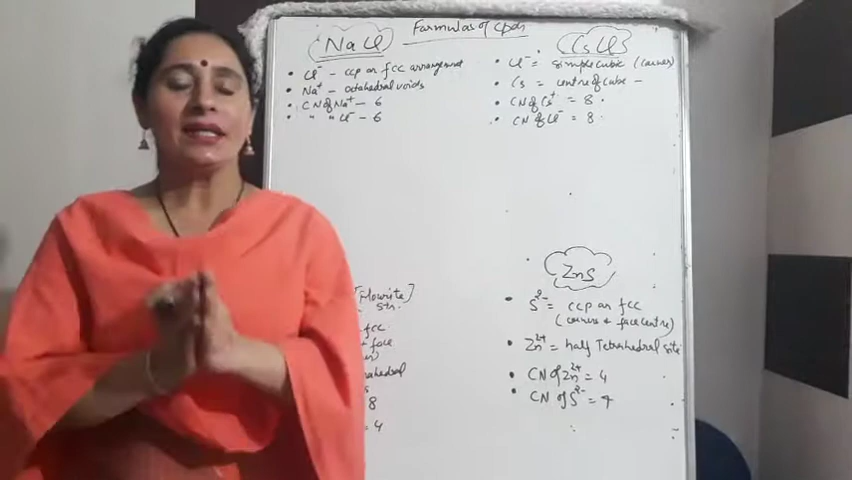 Formulas of Cpds
NaCl
• Cl⁻ - ccp or fcc arrangement
• Na⁺ - octahedral voids
• CN of Na⁺ - 6
• " " Cl⁻ - 6
CsCl
• Cl⁻ = simple cubic (corners)
• Cs = centre of cube -
• CN of Cs⁺ = 8
• CN of Cl⁻ = 8
[Flourite]
Str.
fcc
+ face
8
= 4
ZnS
• S²⁻ = ccp or fcc
(corners + face centre)
• Zn²⁺ = half Tetrahedral site
• CN of Zn²⁺ = 4
• CN of S²⁻ = 4